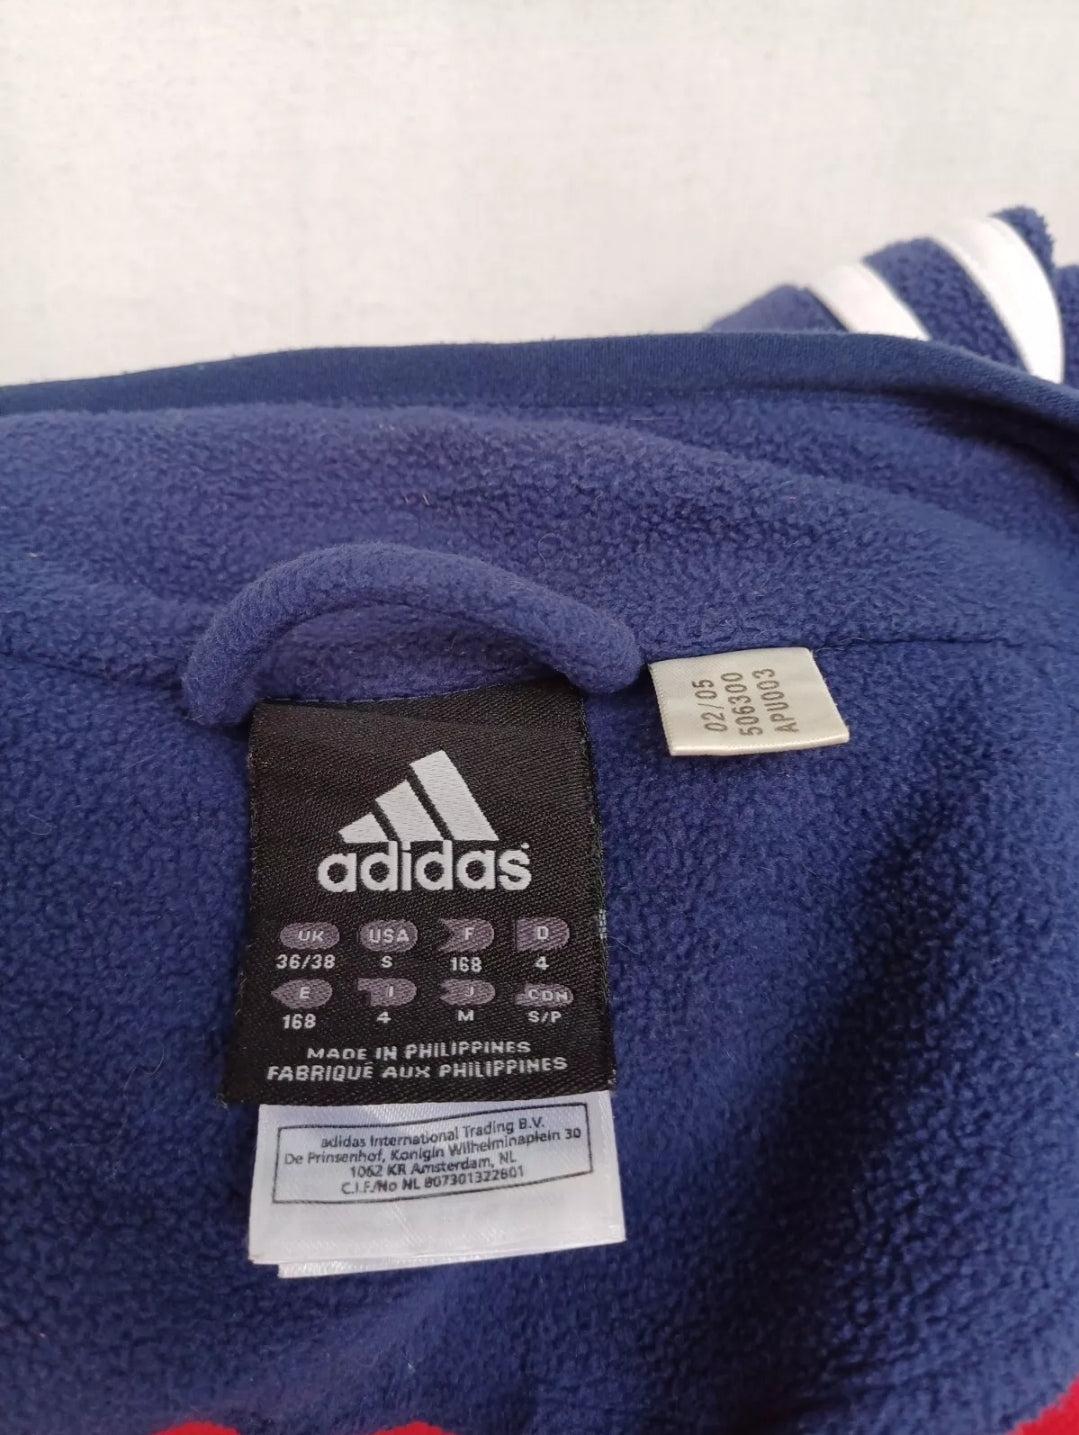 02/05
506300
APU003
adidas
UK USA F D
36/38 S 168 4
E I J CDN
168 4 M S/P
MADE IN PHILIPPINES
FABRIQUE AUX PHILIPPINES
adidas International Trading B.V.
De Prinsenhof, Konigin Wilhelminaplein 30
1062 KR Amsterdam, NL
C.I.F/No NL 807301322B01